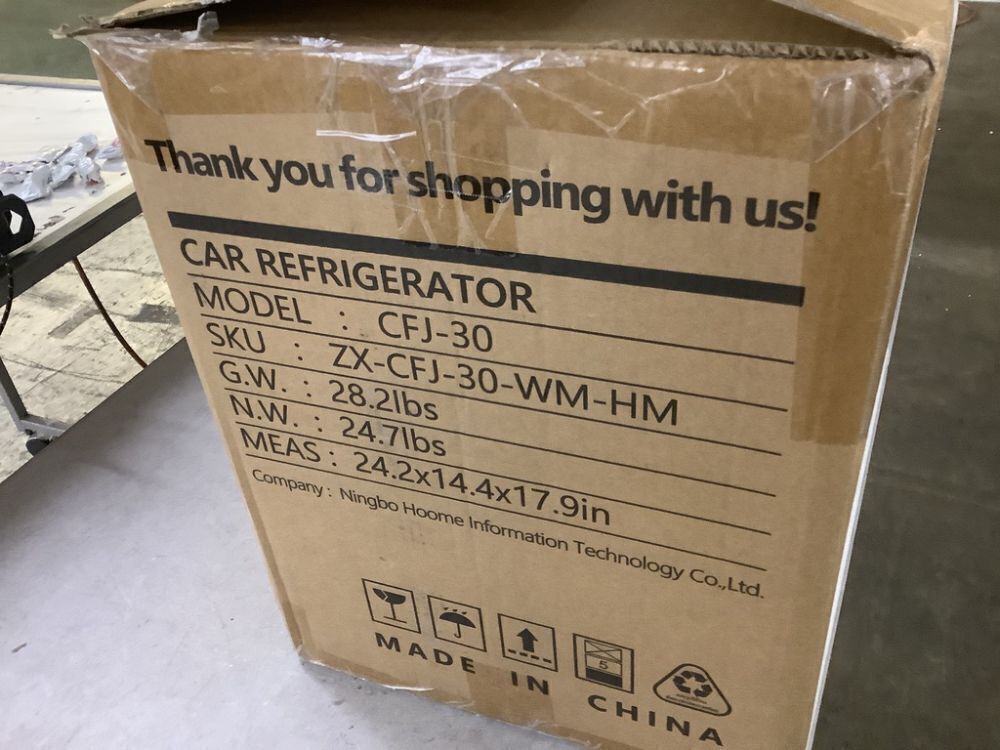 Thank you for shopping with us!
CAR REFRIGERATOR
MODEL : CFJ-30
SKU : ZX-CFJ-30-WM-HM
G.W. : 28.2lbs
N.W. : 24.7lbs
MEAS : 24.2x14.4x17.9in
Company : Ningbo Hoome Information Technology Co.,Ltd.
5
MADE IN CHINA